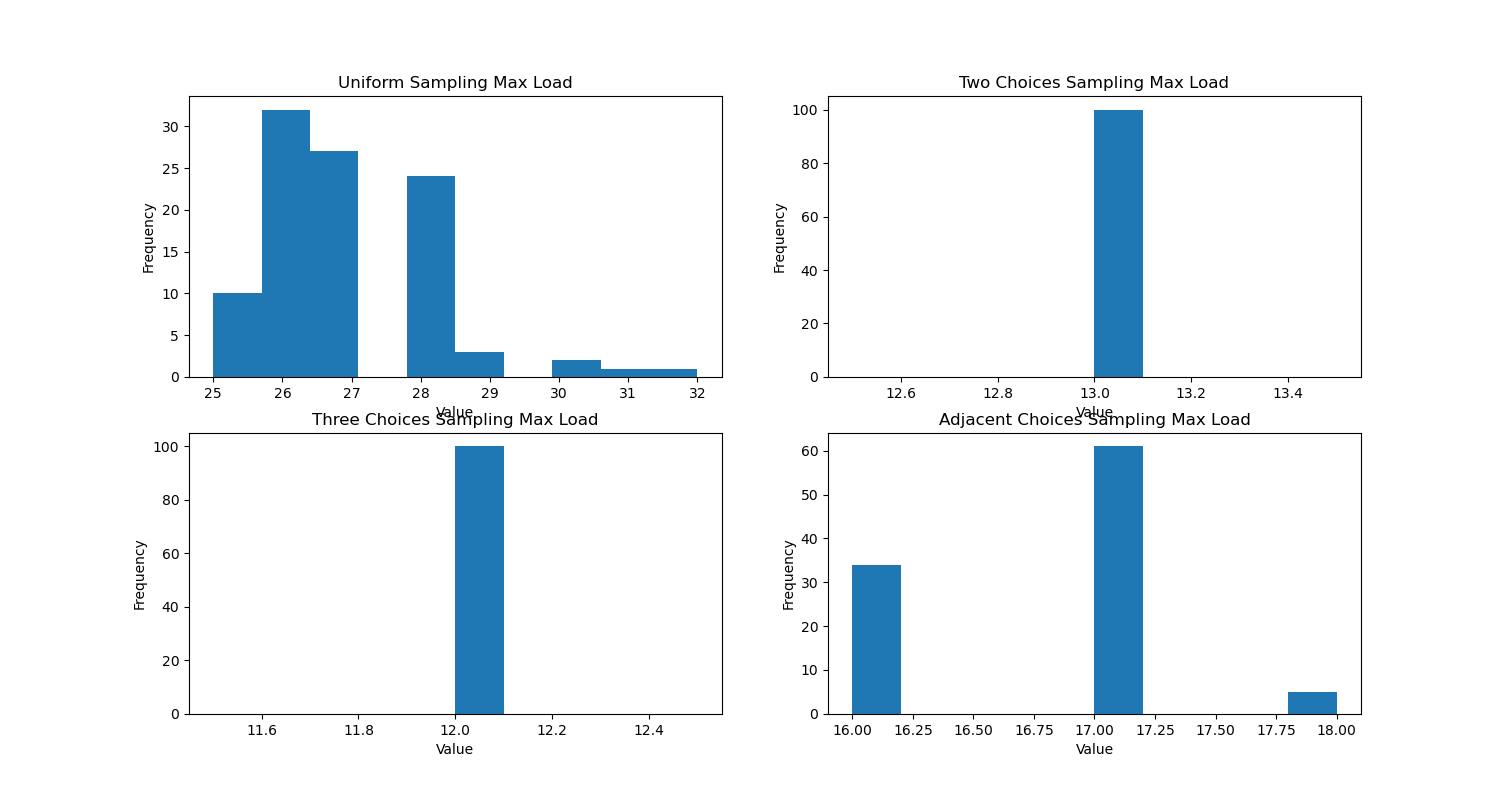 Uniform Sampling Max Load
Frequency
30
25
20
15
10
5
0
25 26 27 28 29 30 31 32
Value
Two Choices Sampling Max Load
Frequency
100
80
60
40
20
0
12.6 12.8 13.0 13.2 13.4
Value
Three Choices Sampling Max Load
Frequency
100
80
60
40
20
0
11.6 11.8 12.0 12.2 12.4
Value
Adjacent Choices Sampling Max Load
Frequency
60
50
40
30
20
10
0
16.00 16.25 16.50 16.75 17.00 17.25 17.50 17.75 18.00
Value